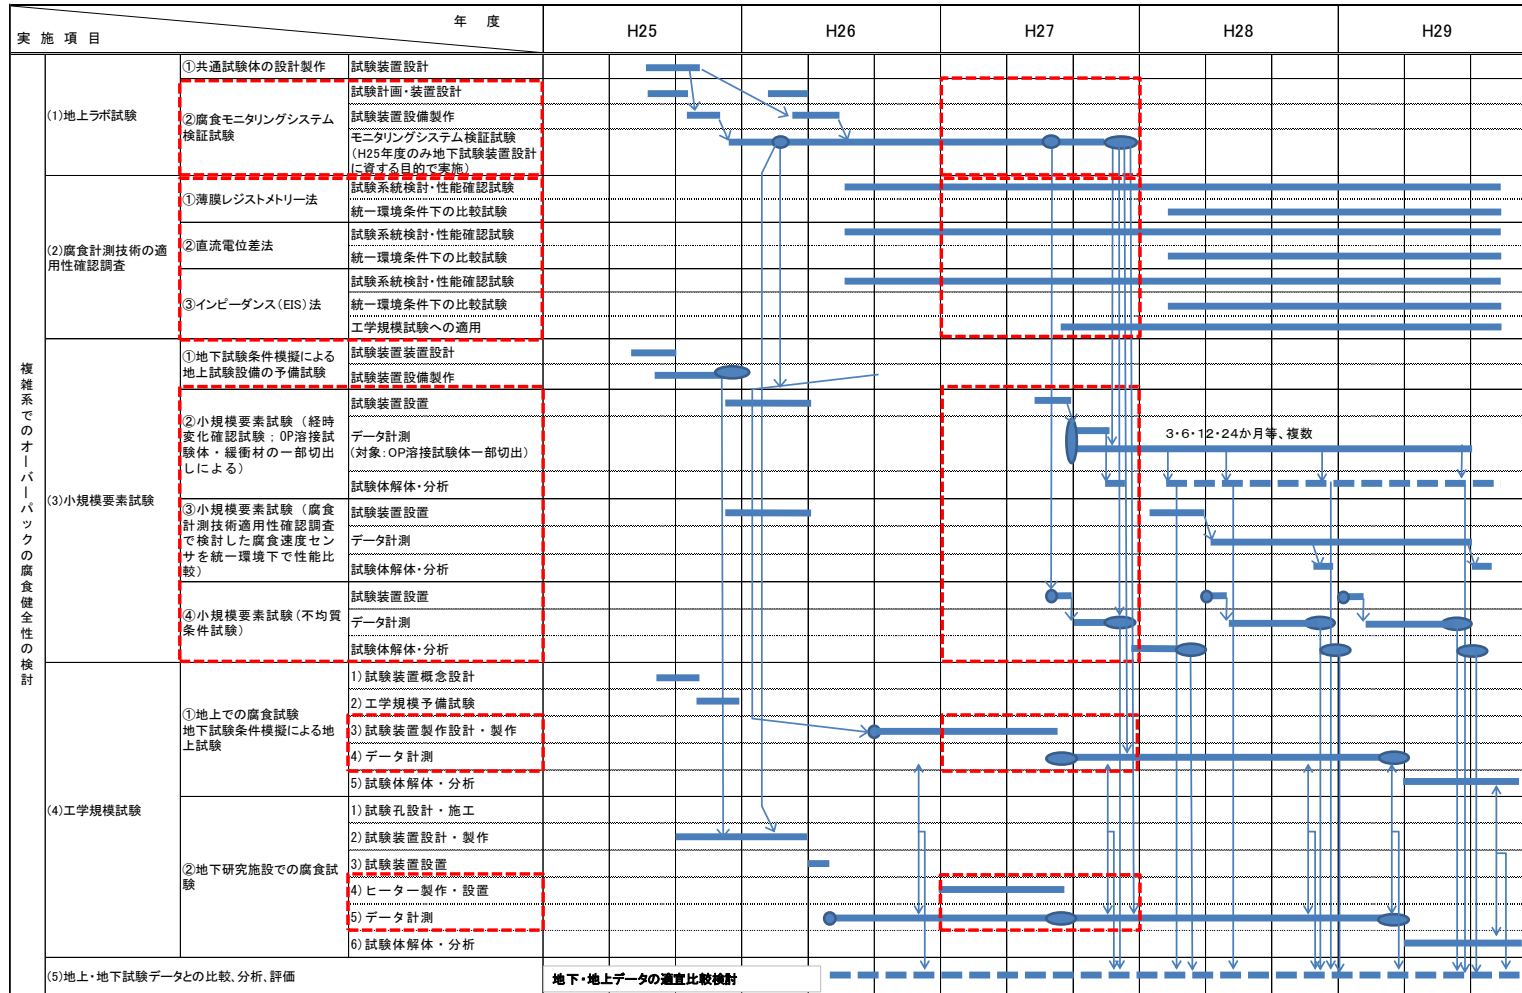 年 度
実 施 項 目
H25
H26
H27
H28
H29
複雑系でのオーバーパックの腐食健全性の検討
(1)地上ラボ試験
①共通試験体の設計製作
試験装置設計
②腐食モニタリングシステム
検証試験
試験計画・装置設計
試験装置設備製作
モニタリングシステム検証試験
(H25年度のみ地下試験装置設計
に資する目的で実施)
(2)腐食計測技術の適
用性確認調査
①薄膜レジストメトリー法
試験系統検討・性能確認試験
統一環境条件下の比較試験
②直流電位差法
試験系統検討・性能確認試験
統一環境条件下の比較試験
③インピーダンス(EIS)法
試験系統検討・性能確認試験
統一環境条件下の比較試験
工学規模試験への適用
(3)小規模要素試験
①地下試験条件模擬による
地上試験設備の予備試験
試験装置装置設計
試験装置設備製作
②小規模要素試験(経時
変化確認試験;OP溶接試
験体・緩衝材の一部切出
しによる)
試験装置設置
データ計測
(対象:OP溶接試験体一部切出)
3・6・12・24か月等、複数
試験体解体・分析
③小規模要素試験(腐食
計測技術適用性確認調査
で検討した腐食速度セン
サを統一環境下で性能比
較)
試験装置設置
データ計測
試験体解体・分析
④小規模要素試験(不均質
条件試験)
試験装置設置
データ計測
試験体解体・分析
(4)工学規模試験
①地上での腐食試験
地下試験条件模擬による地
上試験
1)試験装置概念設計
2)工学規模予備試験
3)試験装置製作設計・製作
4)データ計測
5)試験体解体・分析
②地下研究施設での腐食試
験
1)試験孔設計・施工
2)試験装置設計・製作
3)試験装置設置
4)ヒーター製作・設置
5)データ計測
6)試験体解体・分析
(5)地上・地下試験データとの比較、分析、評価
地下・地上データの適宜比較検討